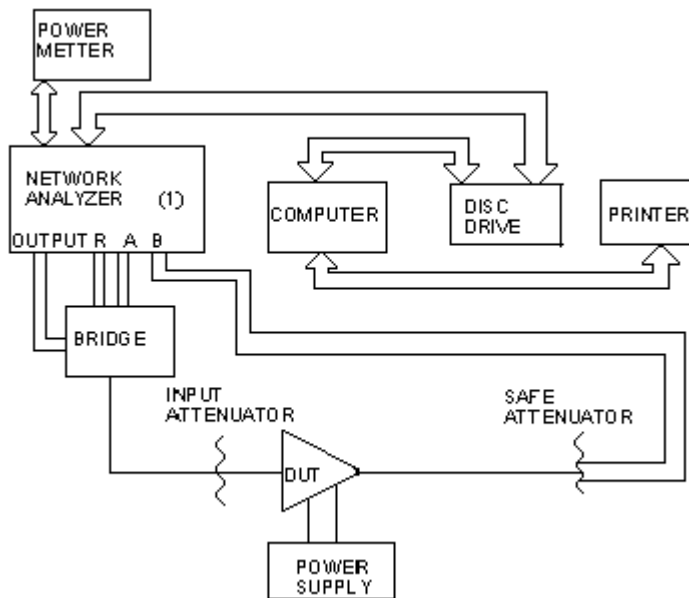 POWER
METTER
NETWORK
ANALYZER (1)
OUTPUT R A B
COMPUTER
DISC
DRIVE
PRINTER
BRIDGE
INPUT
ATTENUATOR
SAFE
ATTENUATOR
DUT
POWER
SUPPLY